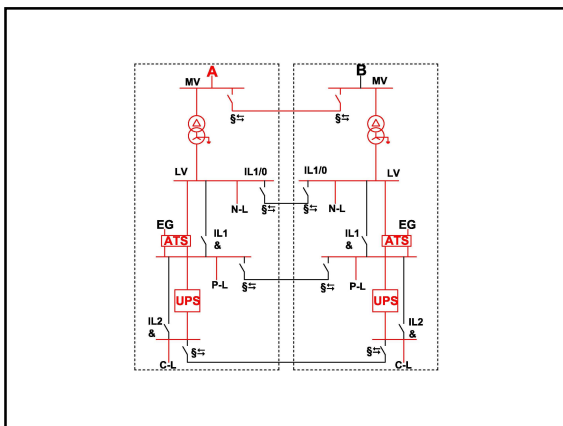 A B
MV MV
§⇆ §⇆
LV IL1/0 IL1/0 LV
N-L §⇆ §⇆ N-L
EG IL1 & IL1 & EG
ATS ATS
P-L §⇆ §⇆ P-L
UPS UPS
IL2 & IL2 &
§⇆ §⇆
C-L C-L